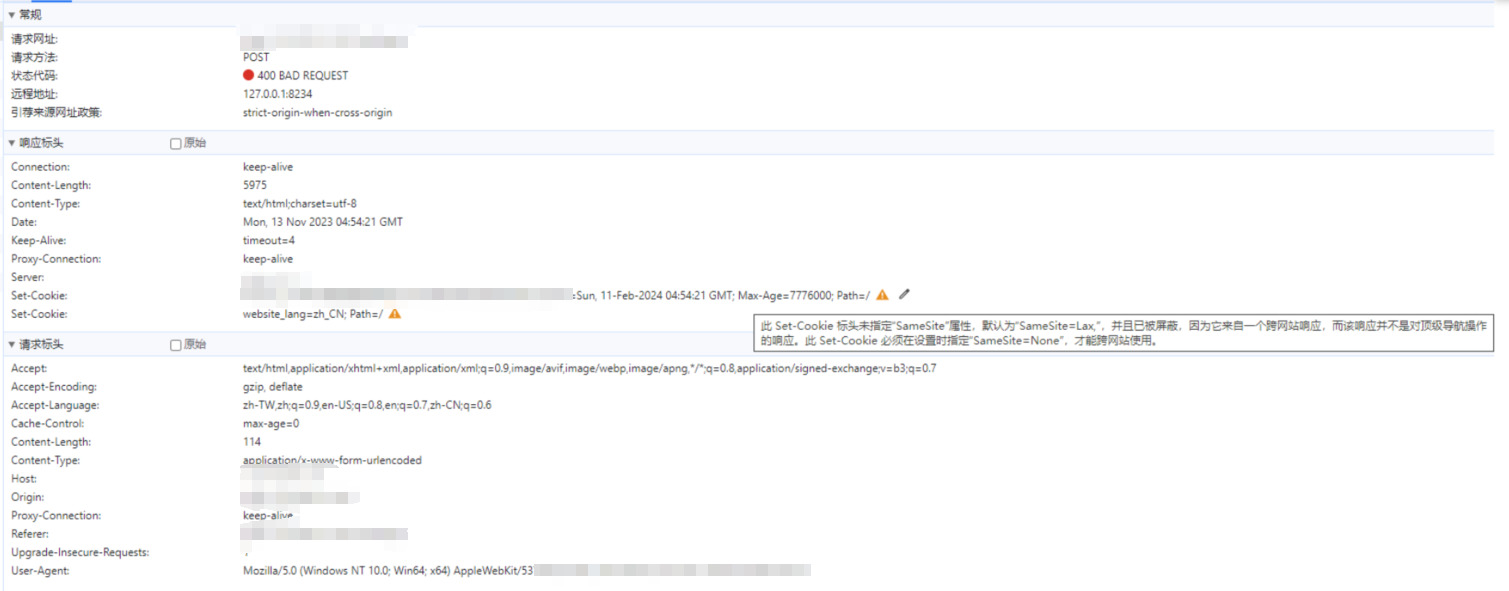 常规
请求网址:
请求方法: POST
状态代码: 400 BAD REQUEST
远程地址: 127.0.0.1:8234
引荐来源网址政策: strict-origin-when-cross-origin
响应标头 原始
Connection: keep-alive
Content-Length: 5975
Content-Type: text/html;charset=utf-8
Date: Mon, 13 Nov 2023 04:54:21 GMT
Keep-Alive: timeout=4
Proxy-Connection: keep-alive
Server:
Set-Cookie: =Sun, 11-Feb-2024 04:54:21 GMT; Max-Age=7776000; Path=/
Set-Cookie: website_lang=zh_CN; Path=/
此 Set-Cookie 标头未指定"SameSite"属性，默认为"SameSite=Lax,"，并且已被屏蔽，因为它来自一个跨网站响应，而该响应并不是对顶级导航操作
的响应。此 Set-Cookie 必须在设置时指定"SameSite=None"，才能跨网站使用。
请求标头 原始
Accept: text/html,application/xhtml+xml,application/xml;q=0.9,image/avif,image/webp,image/apng,*/*;q=0.8,application/signed-exchange;v=b3;q=0.7
Accept-Encoding: gzip, deflate
Accept-Language: zh-TW,zh;q=0.9,en-US;q=0.8,en;q=0.7,zh-CN;q=0.6
Cache-Control: max-age=0
Content-Length: 114
Content-Type: application/x-www-form-urlencoded
Host:
Origin:
Proxy-Connection: keep-alive
Referer:
Upgrade-Insecure-Requests:
User-Agent: Mozilla/5.0 (Windows NT 10.0; Win64; x64) AppleWebKit/53